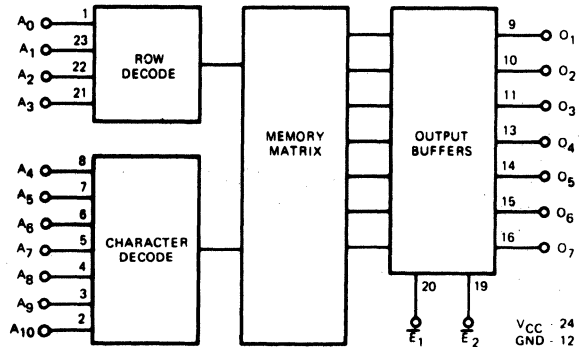 A0 1
A1 23
A2 22
A3 21
ROW
DECODE
A4 8
A5 7
A6 6
A7 5
A8 4
A9 3
A10 2
CHARACTER
DECODE
MEMORY
MATRIX
OUTPUT
BUFFERS
9 O1
10 O2
11 O3
13 O4
14 O5
15 O6
16 O7
20 19
E̅1 E̅2
VCC - 24
GND - 12